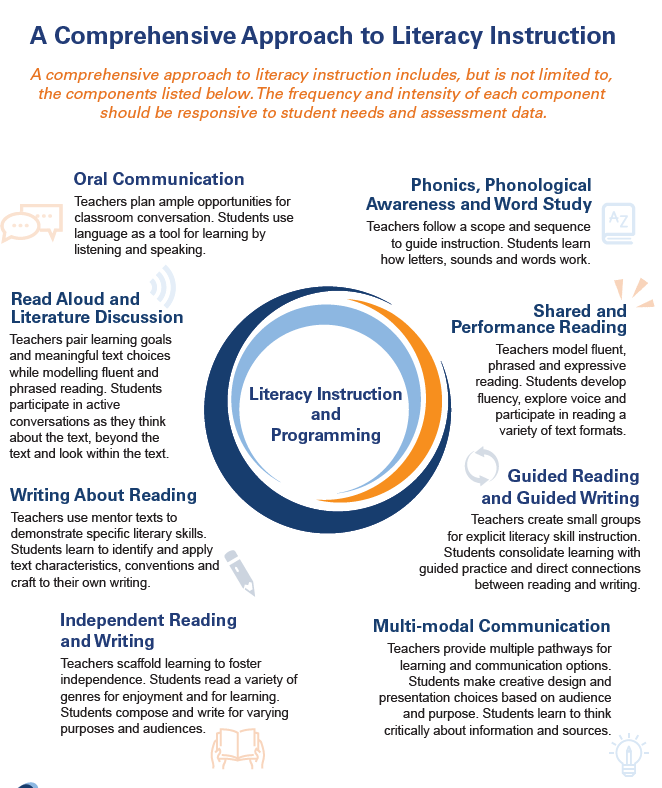 A Comprehensive Approach to Literacy Instruction
A comprehensive approach to literacy instruction includes, but is not limited to,
the components listed below. The frequency and intensity of each component
should be responsive to student needs and assessment data.
Oral Communication
Teachers plan ample opportunities for
classroom conversation. Students use
language as a tool for learning by
listening and speaking.
Phonics, Phonological
Awareness and Word Study
Teachers follow a scope and sequence
to guide instruction. Students learn
how letters, sounds and words work.
AZ
Read Aloud and
Literature Discussion
Teachers pair learning goals
and meaningful text choices
while modelling fluent and
phrased reading. Students
participate in active
conversations as they think
about the text, beyond the
text and look within the text.
Literacy Instruction
and
Programming
Shared and
Performance Reading
Teachers model fluent,
phrased and expressive
reading. Students develop
fluency, explore voice and
participate in reading a
variety of text formats.
Writing About Reading
Teachers use mentor texts to
demonstrate specific literary skills.
Students learn to identify and apply
text characteristics, conventions and
craft to their own writing.
Guided Reading
and Guided Writing
Teachers create small groups
for explicit literacy skill instruction.
Students consolidate learning with
guided practice and direct connections
between reading and writing.
Independent Reading
and Writing
Teachers scaffold learning to foster
independence. Students read a variety of
genres for enjoyment and for learning.
Students compose and write for varying
purposes and audiences.
Multi-modal Communication
Teachers provide multiple pathways for
learning and communication options.
Students make creative design and
presentation choices based on audience
and purpose. Students learn to think
critically about information and sources.